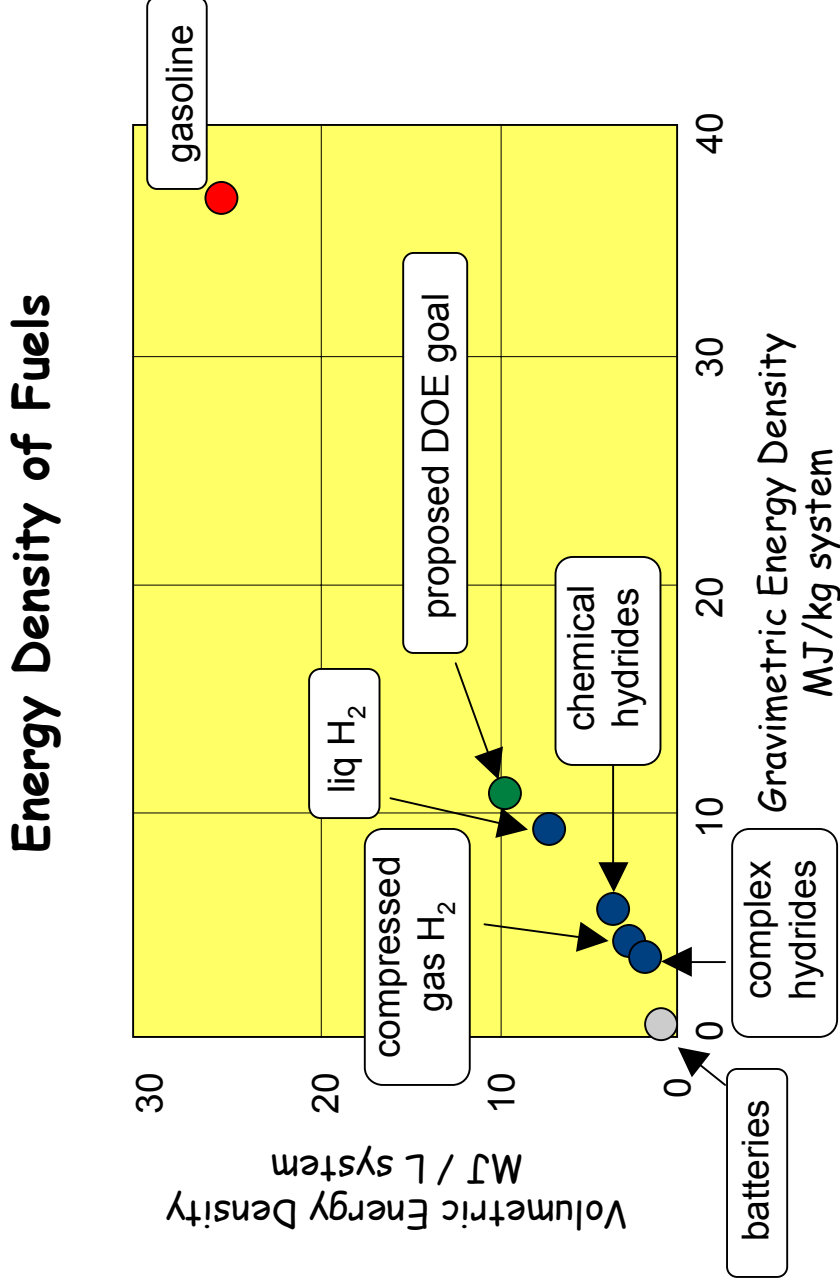 Energy Density of Fuels
30
20
10
0
Volumetric Energy Density
MJ / L system
gasoline
proposed DOE goal
liq H₂
compressed
gas H₂
chemical
hydrides
complex
hydrides
batteries
0
10
20
30
40
Gravimetric Energy Density
MJ/kg system